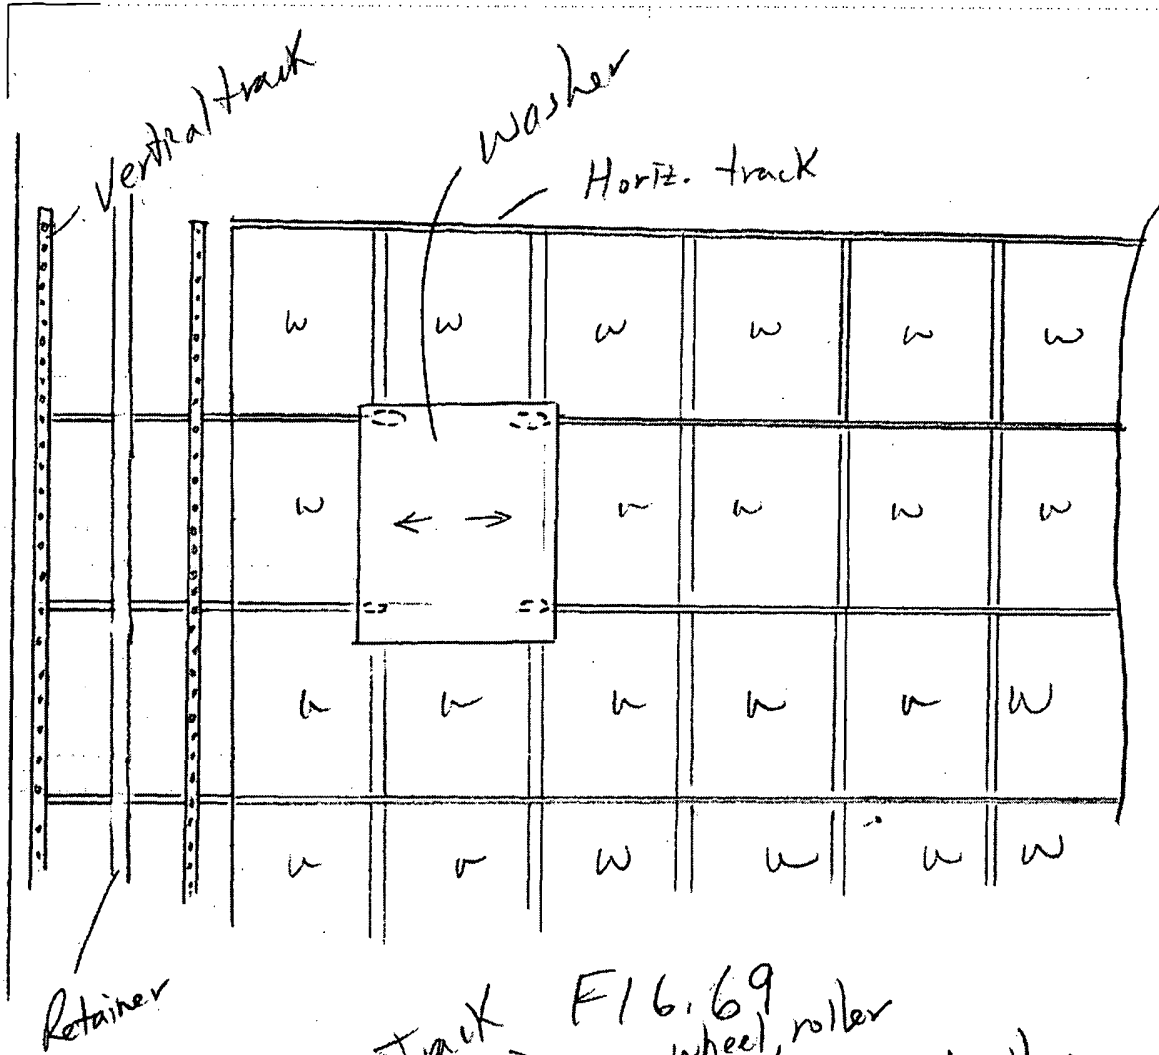 Vertical track
Washer
Horiz. track
W W W W W W
W W W W W
W W W W W W
W W W W W W
Retainer
FIG. 69
Track
wheel, roller